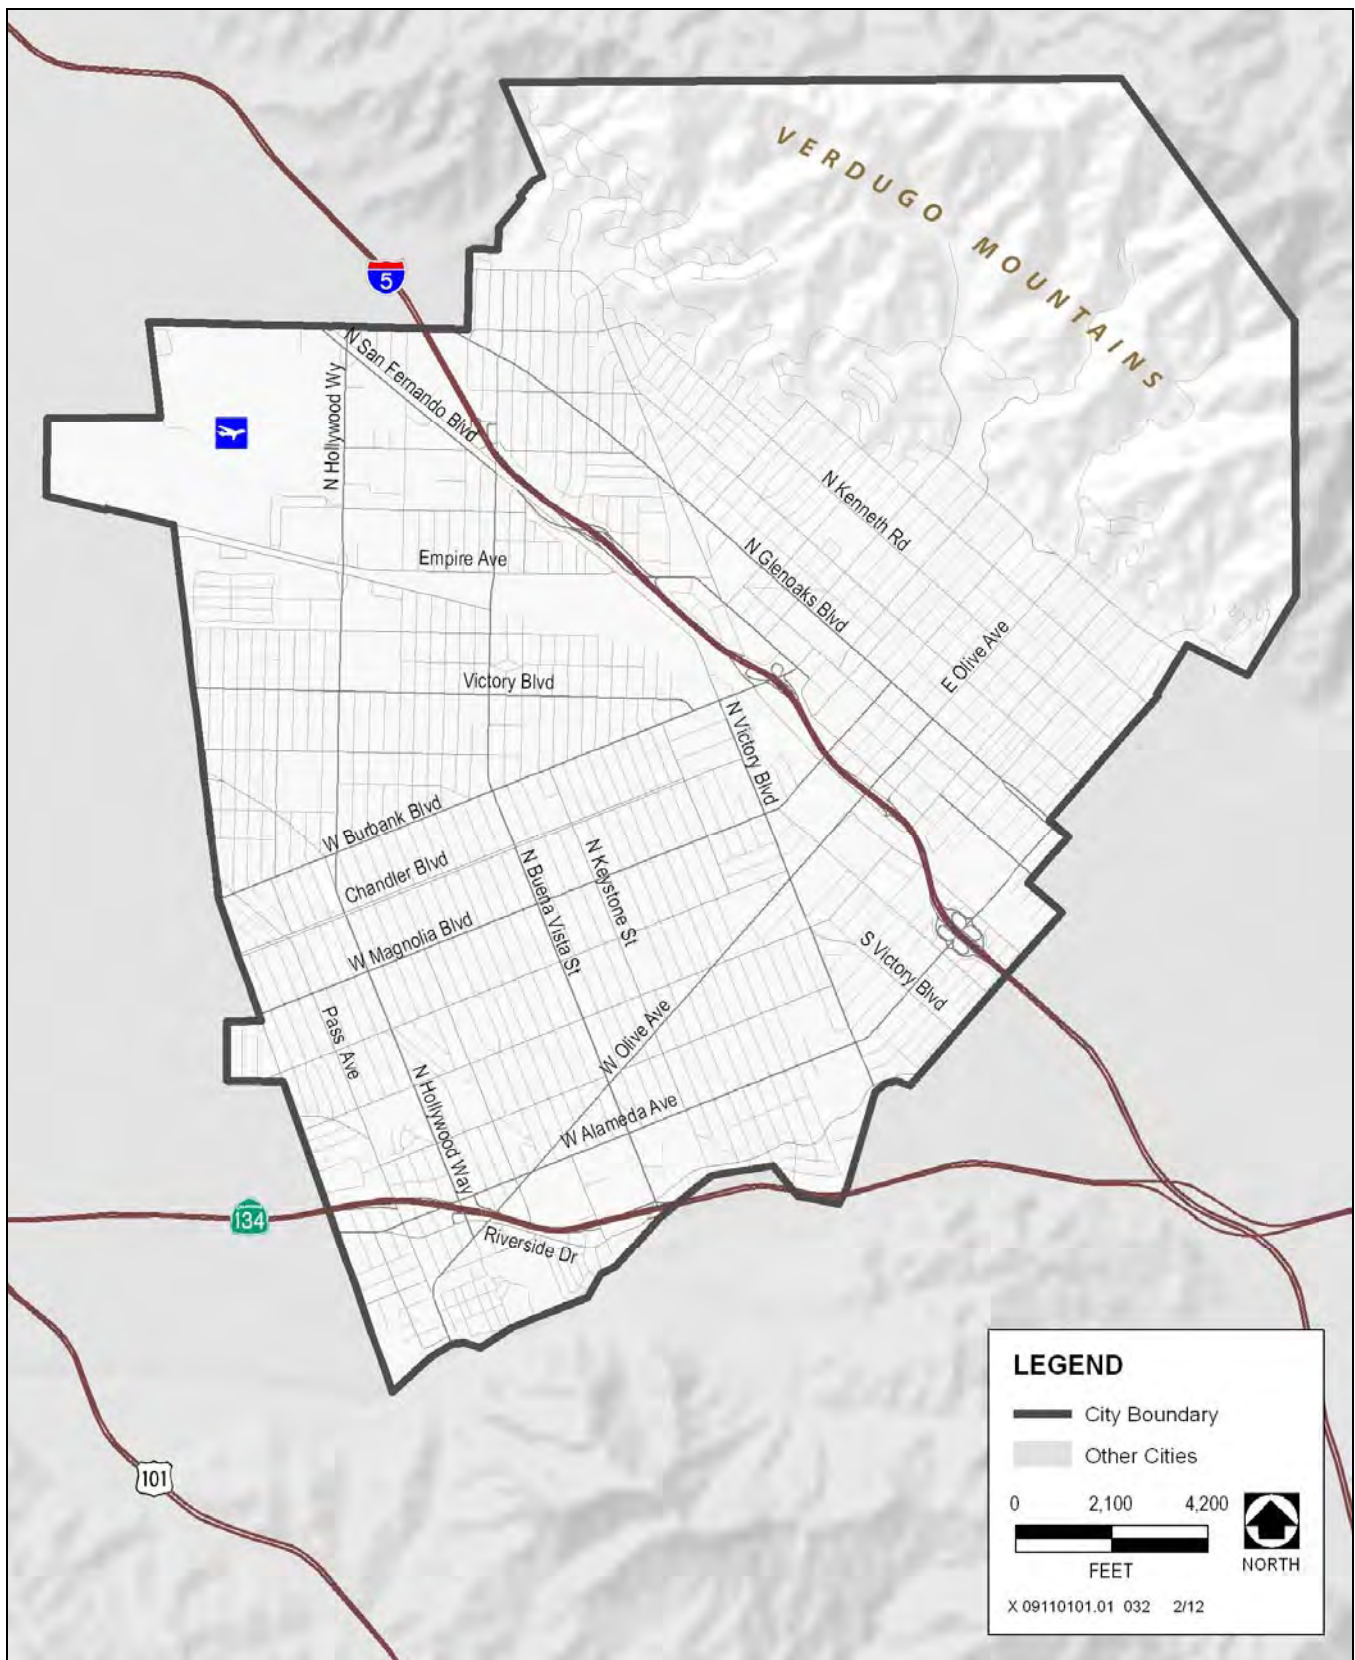 VERDUGO MOUNTAINS
5
N San Fernando Blvd
N Hollywood Wy
N Kenneth Rd
Empire Ave
N Glenoaks Blvd
E Olive Ave
Victory Blvd
N Victory Blvd
W Burbank Blvd
Chandler Blvd
N Keystone St
N Buena Vista St
W Magnolia Blvd
S Victory Blvd
Pass Ave
W Olive Ave
N Hollywood Way
W Alameda Ave
134
Riverside Dr
101
LEGEND
City Boundary
Other Cities
0 2,100 4,200
FEET
NORTH
X 09110101.01 032 2/12